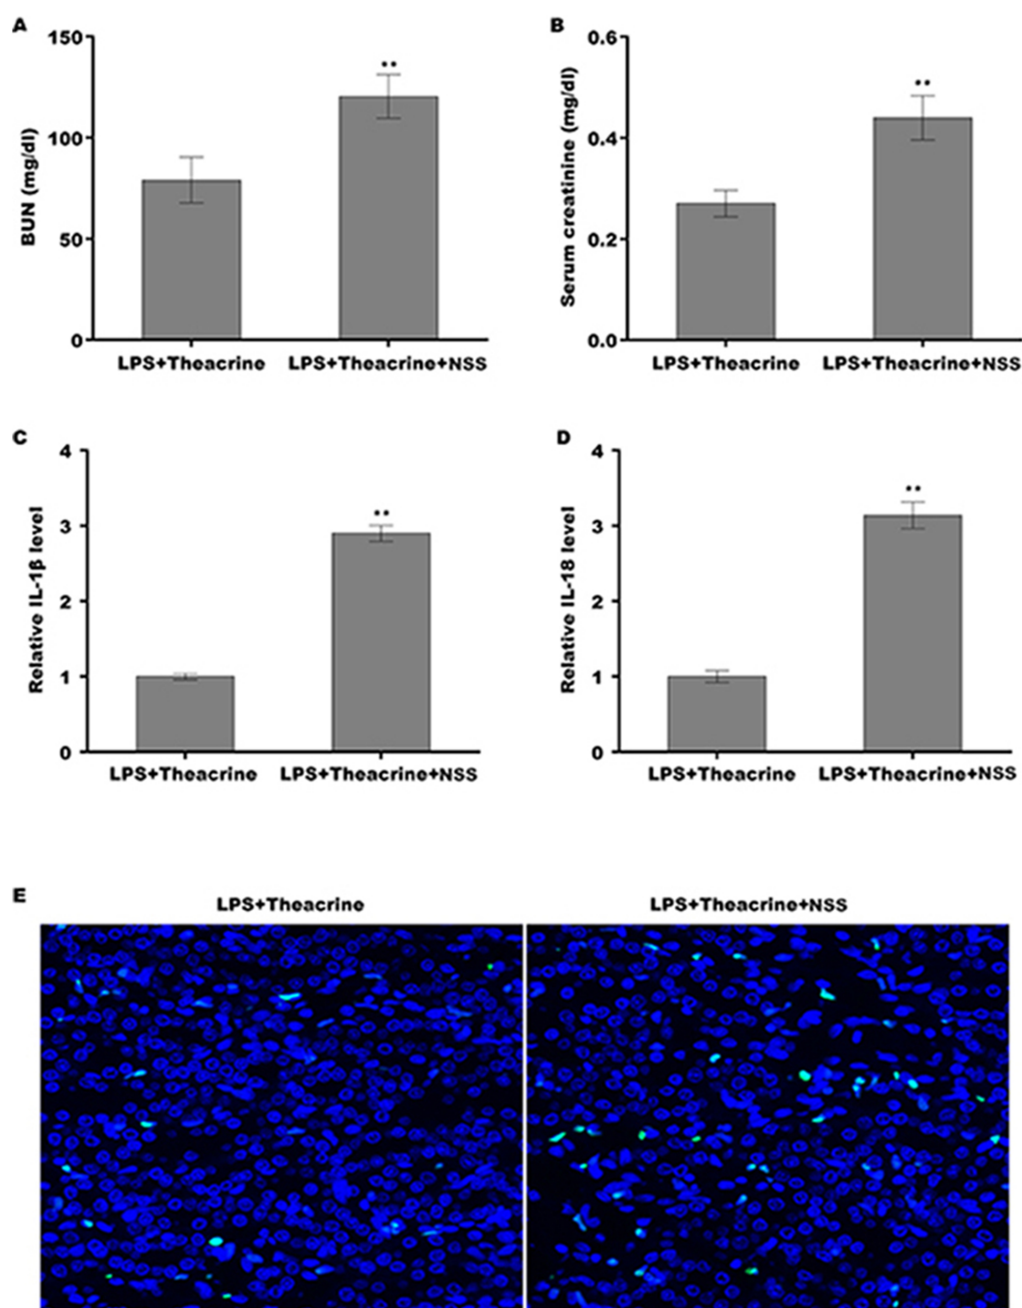 A
BUN (mg/dl)
150
100
50
0
••
LPS+Theacrine LPS+Theacrine+NSS
B
Serum creatinine (mg/dl)
0.6
0.4
0.2
0.0
••
LPS+Theacrine LPS+Theacrine+NSS
C
Relative IL-1β level
4
3
2
1
0
••
LPS+Theacrine LPS+Theacrine+NSS
D
Relative IL-18 level
4
3
2
1
0
••
LPS+Theacrine LPS+Theacrine+NSS
E
LPS+Theacrine LPS+Theacrine+NSS